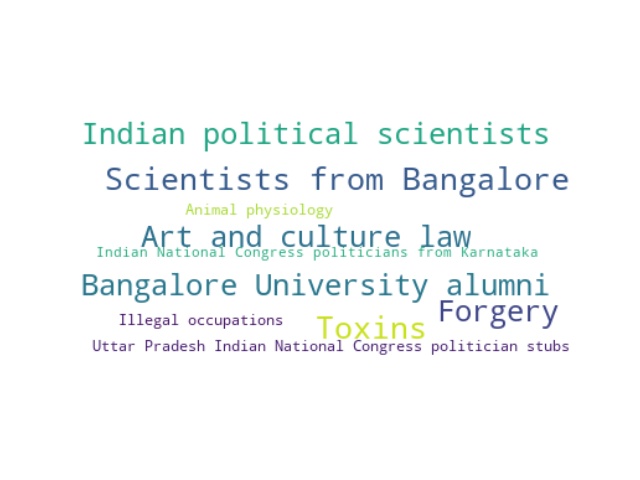 Indian political scientists
Scientists from Bangalore
Animal physiology
Art and culture law
Indian National Congress politicians from Karnataka
Bangalore University alumni
Forgery
Illegal occupations
Toxins
Uttar Pradesh Indian National Congress politician stubs